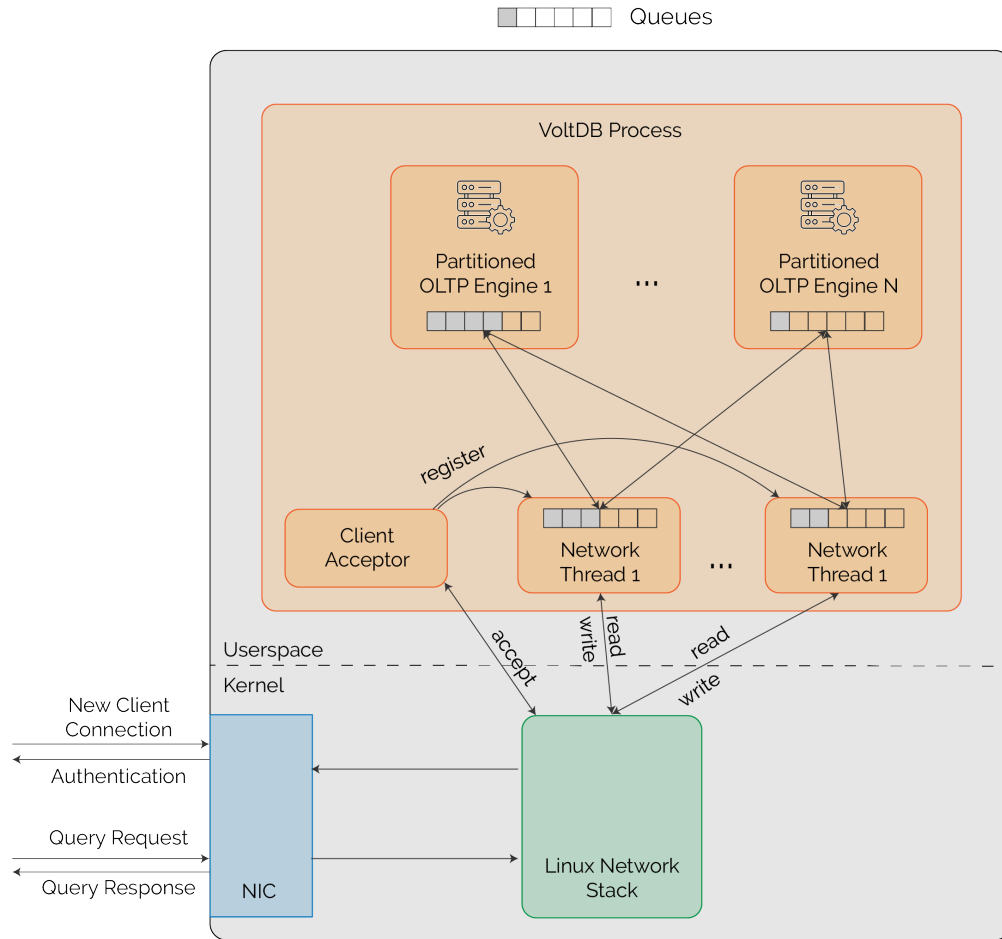 Queues
VoltDB Process
Partitioned
OLTP Engine 1
...
Partitioned
OLTP Engine N
register
Client
Acceptor
Network
Thread 1
...
Network
Thread 1
accept
write
read
read
write
Userspace
Kernel
New Client
Connection
Authentication
Query Request
Query Response
NIC
Linux Network
Stack